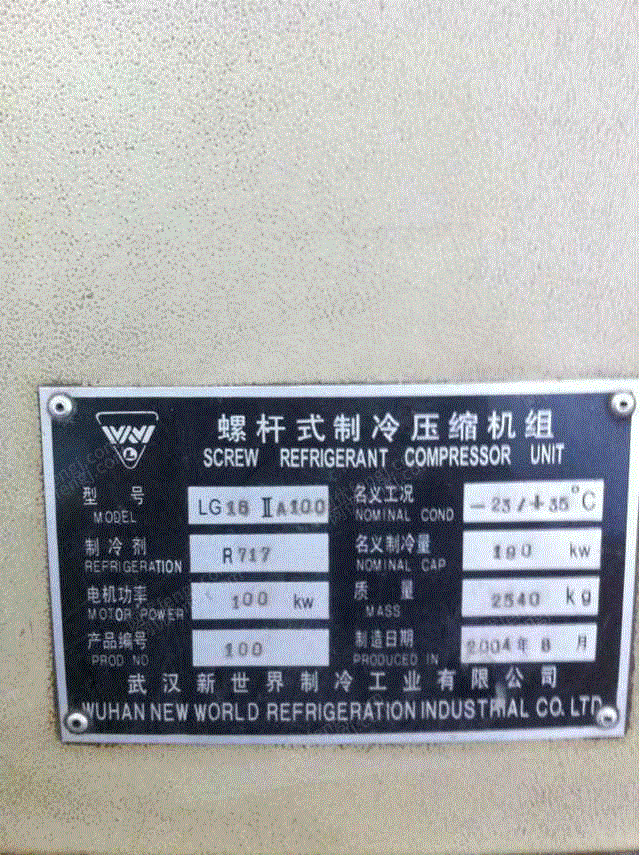 螺杆式制冷压缩机组
SCREW REFRIGERANT COMPRESSOR UNIT
型 号 LG16 ⅡA100 名义工况 -23/+35°C
MODEL NOMINAL COND
制冷剂 R717 名义制冷量 190 kw
REFRIGERATION NOMINAL CAP
电机功率 100 kw 质 量 2540 kg
MOTOR POWER MASS
产品编号 100 制造日期 2004年8月
PROD NO PRODUCED IN
武汉新世界制冷工业有限公司
WUHAN NEW WORLD REFRIGERATION INDUSTRIAL CO. LTD